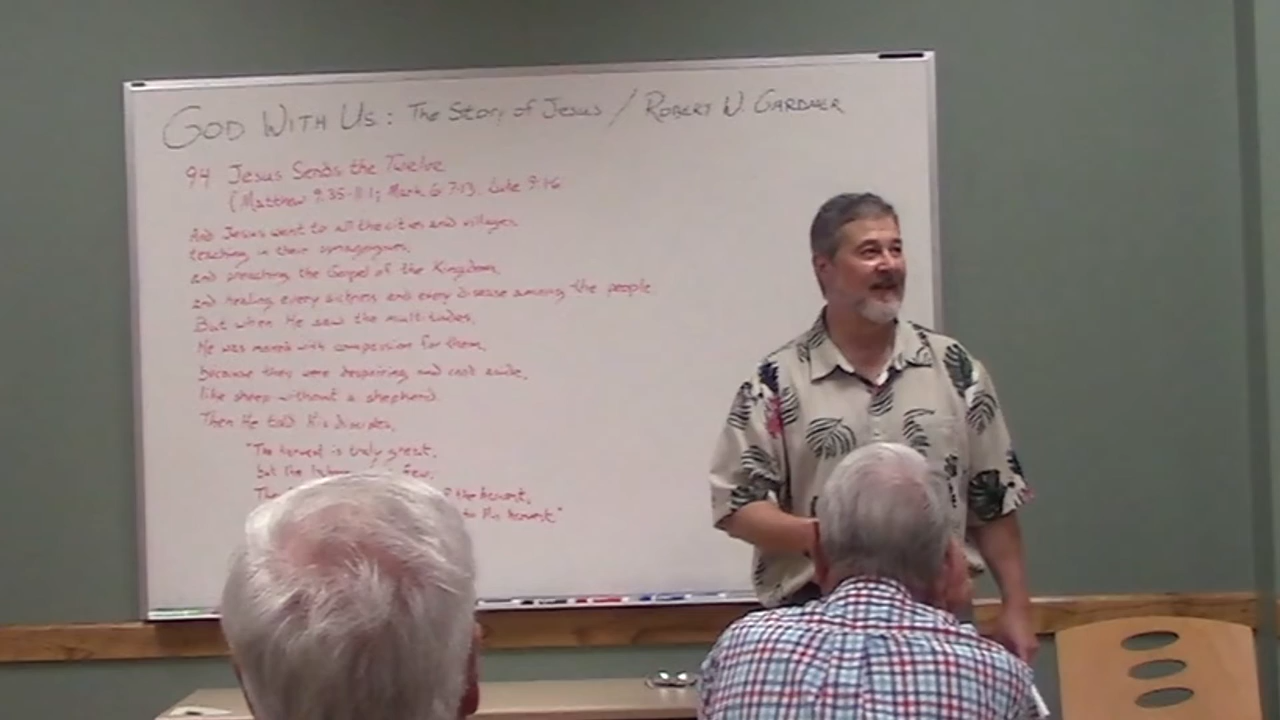 GOD WITH US: The Story of Jesus / ROBERT W. GARDNER
94 Jesus Sends the Twelve
(Matthew 9.35-11.1; Mark 6.7-13; Luke 9.1-6
And Jesus went to all the cities and villages,
teaching in their synagogues,
and preaching the Gospel of the Kingdom,
and healing every sickness and every disease among the people.
But when He saw the multitudes,
He was moved with compassion for them,
because they were despairing and cast aside,
like sheep without a shepherd.
Then He told His disciples,
"The harvest is truly great,
but the few;
The the harvest,
to His harvest."